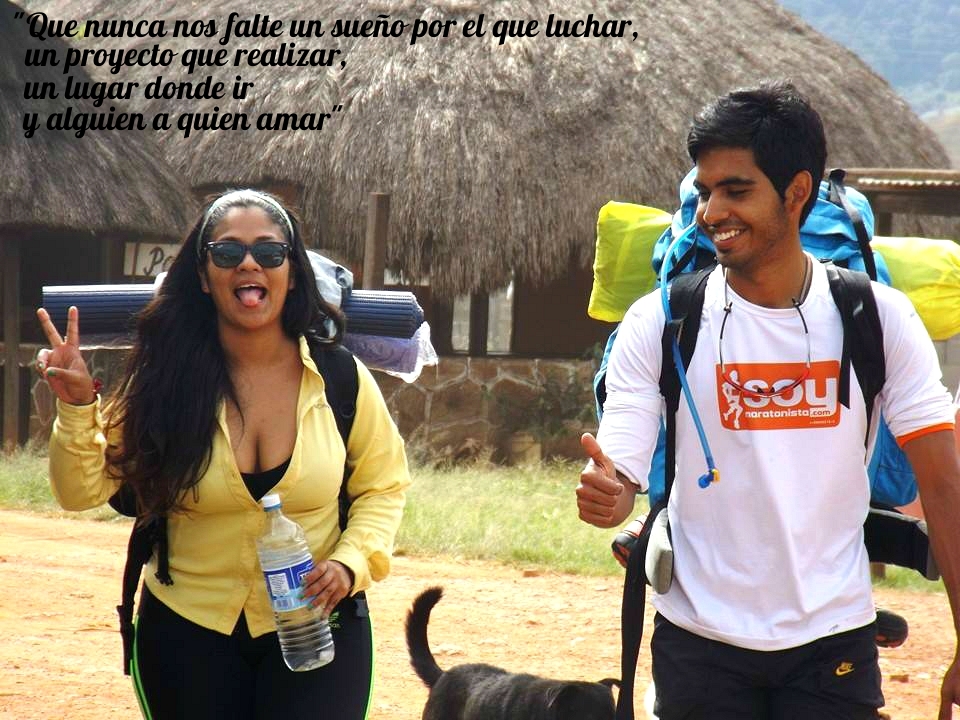 "Que nunca nos falte un sueño por el que luchar,
un proyecto que realizar,
un lugar donde ir
y alguien a quien amar"
soy
maratonista.com